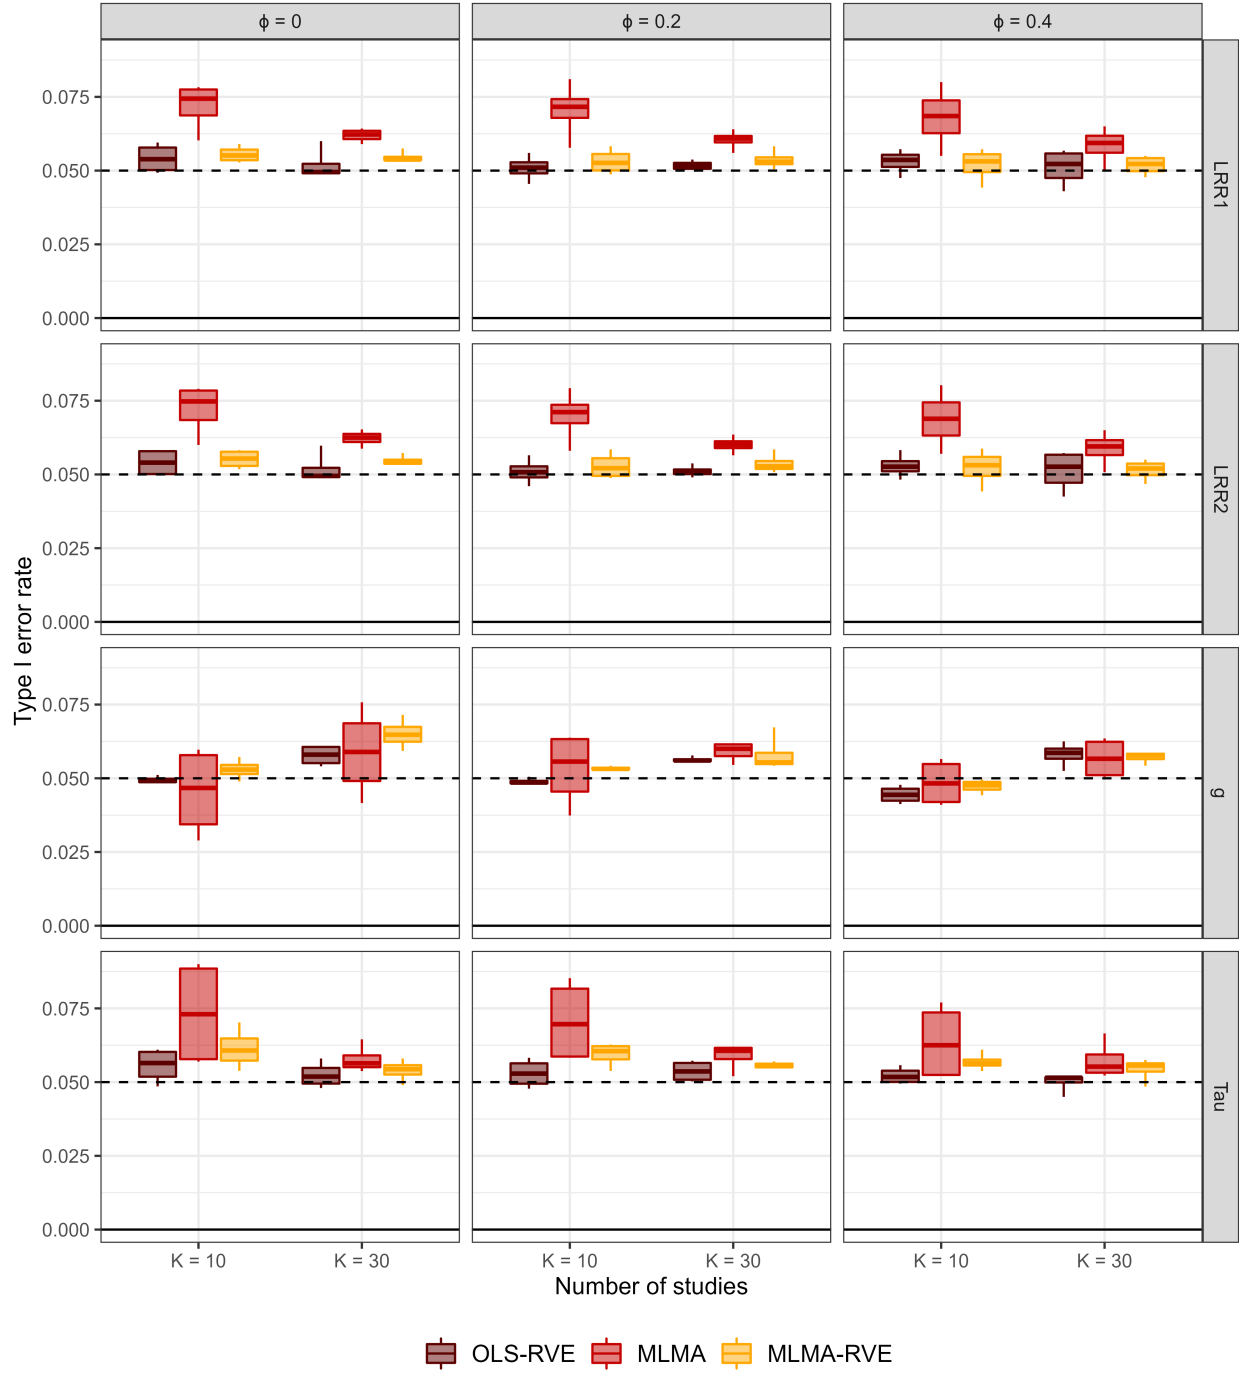 ϕ = 0 ϕ = 0.2 ϕ = 0.4
0.075
0.050
0.025
0.000
LRR1
0.075
0.050
0.025
0.000
LRR2
Type I error rate
0.075
0.050
0.025
0.000
g
0.075
0.050
0.025
0.000
Tau
K = 10 K = 30 K = 10 K = 30 K = 10 K = 30
Number of studies
OLS-RVE MLMA MLMA-RVE